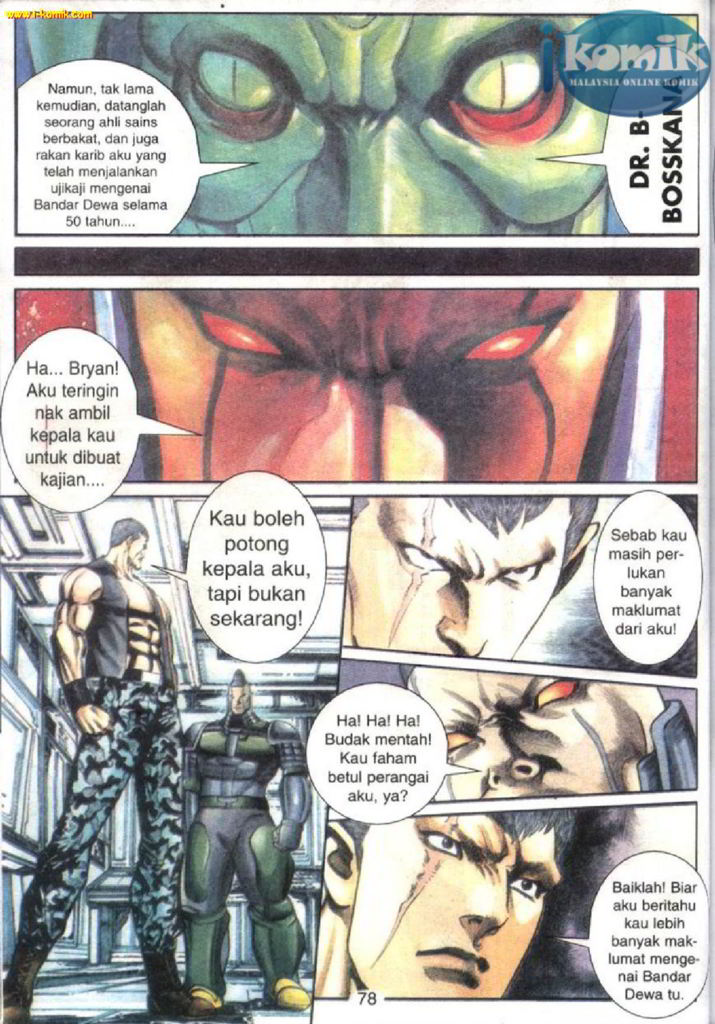 www.i-komik.com
ikomik
MALAYSIA ONLINE KOMIK
Namun, tak lama
kemudian, datanglah
seorang ahli sains
berbakat, dan juga
rakan karib aku yang
telah menjalankan
ujikaji mengenai
Bandar Dewa selama
50 tahun....
DR. B-
BOSSKANA
Ha... Bryan!
Aku teringin
nak ambil
kepala kau
untuk dibuat
kajian....
Kau boleh
potong
kepala aku,
tapi bukan
sekarang!
Sebab kau
masih per-
lukan
banyak
maklumat
dari aku!
Ha! Ha! Ha!
Budak mentah!
Kau faham
betul perangai
aku, ya?
Baiklah! Biar
aku beritahu
kau lebih
banyak mak-
lumat menge-
nai Bandar
Dewa tu.
78